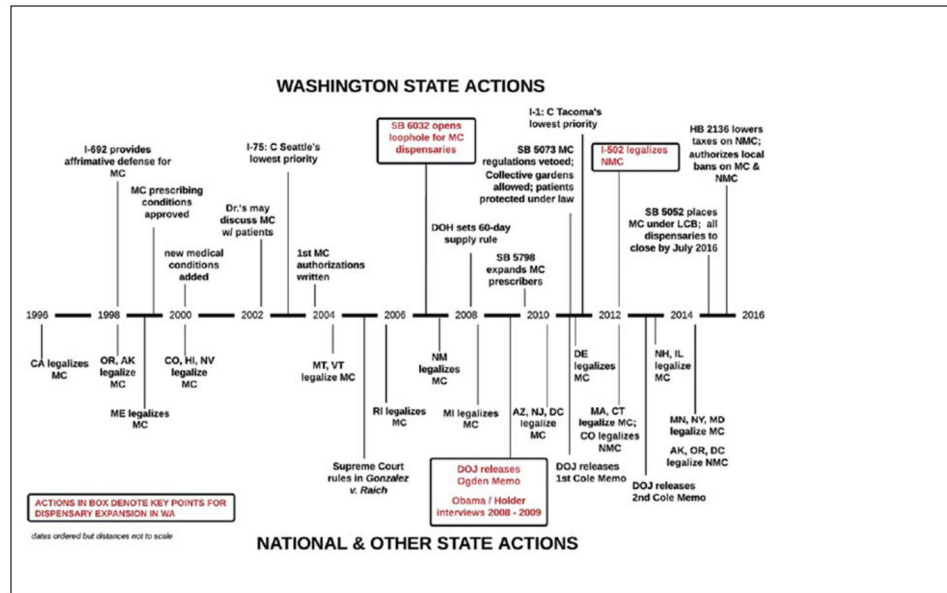 WASHINGTON STATE ACTIONS
I-692 provides
affrimative defense for
MC
MC prescribing
conditions
approved
new medical
conditions
added
Dr.'s may
discuss MC
w/ patients
I-75: C Seattle's
lowest priority
1st MC
authorizations
written
SB 6032 opens
loophole for MC
dispensaries
DOH sets 60-day
supply rule
SB 5798
expands MC
prescribers
SB 5073 MC
regulations vetoed;
Collective gardens
allowed; patients
protected under law
I-1: C Tacoma's
lowest priority
I-502 legalizes
NMC
SB 5052 places
MC under LCB; all
dispensaries to
close by July 2016
HB 2136 lowers
taxes on NMC;
authorizes local
bans on MC &
NMC
1996 1998 2000 2002 2004 2006 2008 2010 2012 2014 2016
CA legalizes
MC
OR, AK
legalize
MC
ME legalizes
MC
CO, HI, NV
legalize
MC
MT, VT
legalize MC
Supreme Court
rules in Gonzalez
v. Raich
RI legalizes
MC
NM
legalizes
MC
MI legalizes
MC
DOJ releases
Ogden Memo
Obama / Holder
interviews 2008 - 2009
AZ, NJ, DC
legalize
MC
DOJ releases
1st Cole Memo
DE
legalizes
MC
MA, CT
legalize MC;
CO legalizes
NMC
DOJ releases
2nd Cole Memo
NH, IL
legalize
MC
MN, NY, MD
legalize MC
AK, OR, DC
legalize NMC
ACTIONS IN BOX DENOTE KEY POINTS FOR
DISPENSARY EXPANSION IN WA
dates ordered but distances not to scale
NATIONAL & OTHER STATE ACTIONS